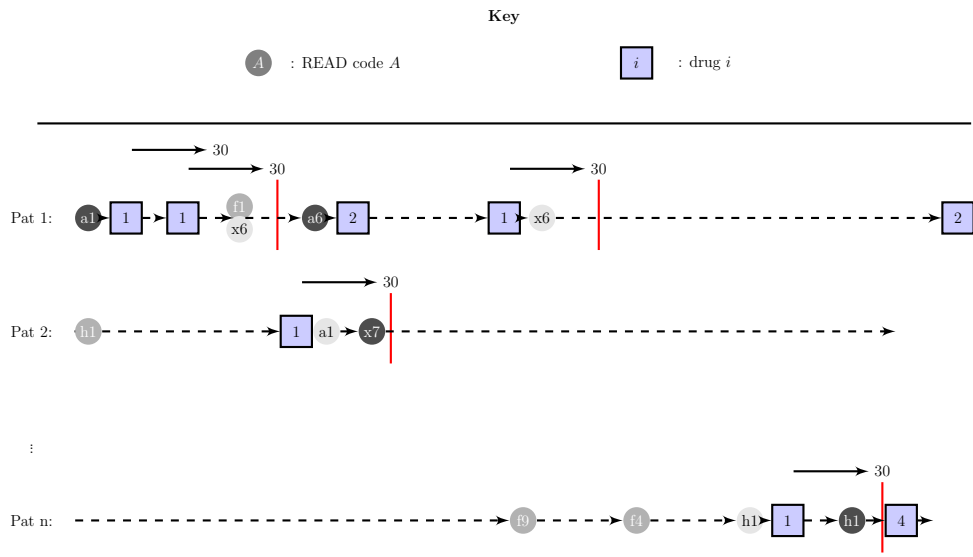 Key
A : READ code A i : drug i
30
30 30
Pat 1: a1 1 1 f1 x6 a6 2 1 x6 2
30
Pat 2: h1 1 a1 x7
⋮
30
Pat n: f9 f4 h1 1 h1 4